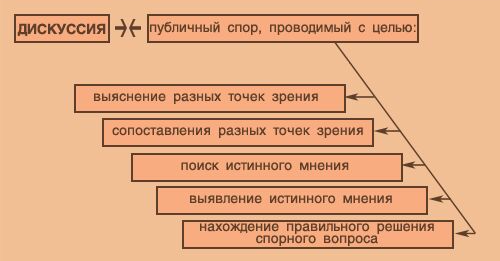 ДИСКУССИЯ
публичный спор, проводимый с целью:
выяснение разных точек зрения
сопоставления разных точек зрения
поиск истинного мнения
выявление истинного мнения
нахождение правильного решения
спорного вопроса